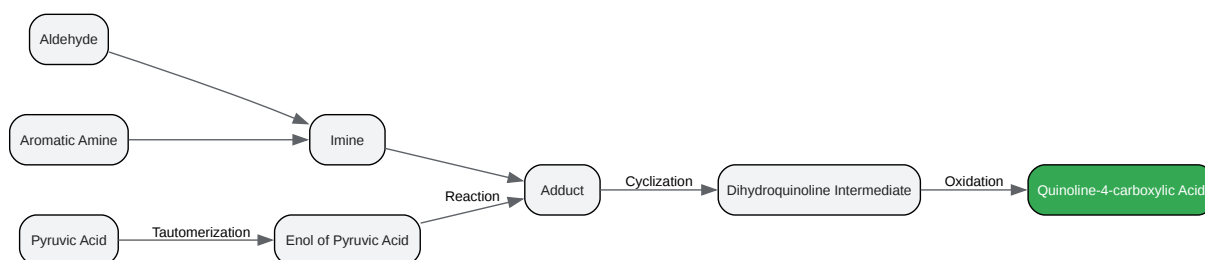 Aldehyde
Aromatic Amine
Imine
Reaction
Adduct
Cyclization
Dihydroquinoline Intermediate
Oxidation
Quinoline-4-carboxylic Acid
Pyruvic Acid
Tautomerization
Enol of Pyruvic Acid